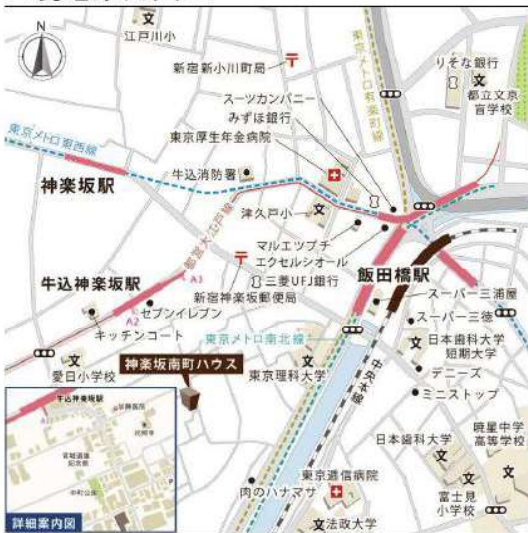 N
江戸川小
新宿新小川町局
東京メトロ有楽町線
りそな銀行
都立文京
盲学校
スーツカンパニー
みずほ銀行
東京厚生年金病院
東京メトロ東西線
神楽坂駅
牛込消防署
津久戸小
都営大江戸線
マルエツプチ
エクセルシオール
飯田橋駅
牛込神楽坂駅
A3
三菱UFJ銀行
新宿神楽坂郵便局
A2
セブンイレブン
キッチンコート
スーパー三浦屋
スーパー三徳
東京メトロ南北線
日本歯科大学
短期大学
愛日小学校
神楽坂南町ハウス
東京理科大学
中央本線
デニーズ
ミニストップ
牛込神楽坂駅
日本歯科大学
暁星中学
高等学校
宮城道雄
記念館
中町公園
P
肉のハナマサ
東京逓信病院
富士見
小学校
詳細案内図
法政大学